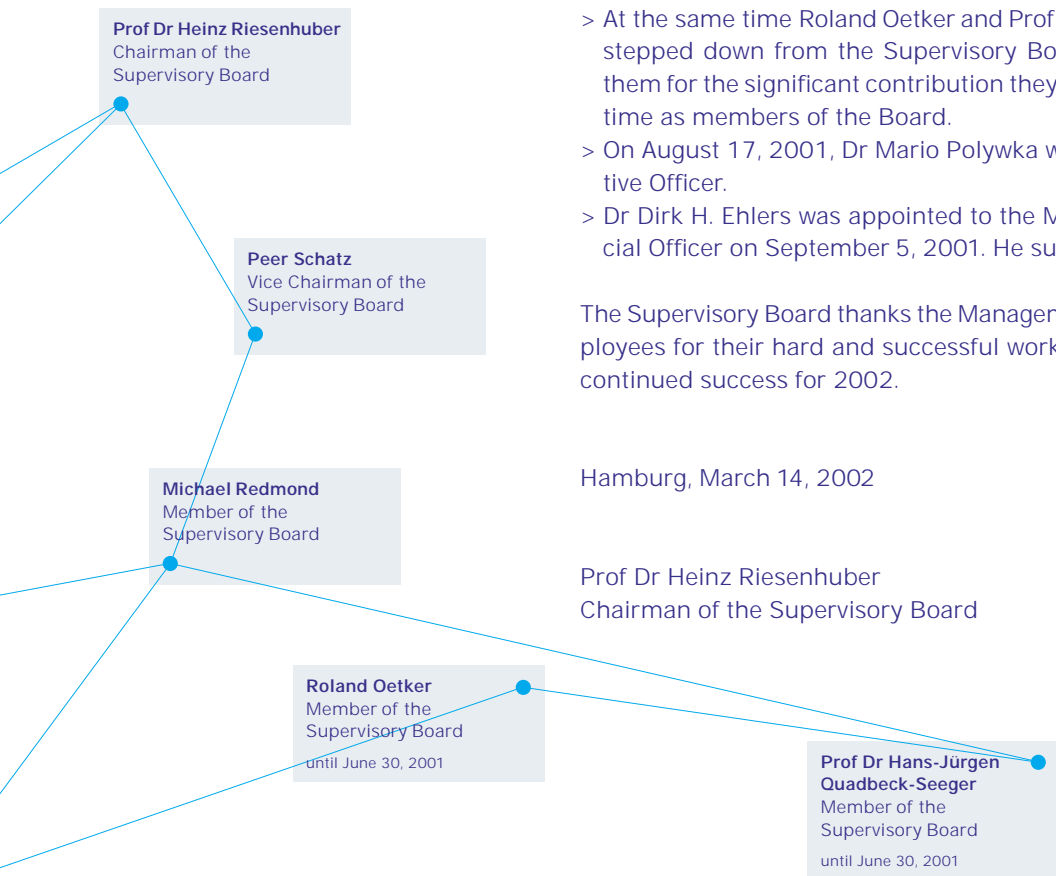 Prof Dr Heinz Riesenhuber
Chairman of the
Supervisory Board
Peer Schatz
Vice Chairman of the
Supervisory Board
Michael Redmond
Member of the
Supervisory Board
Roland Oetker
Member of the
Supervisory Board
until June 30, 2001
Prof Dr Hans-Jürgen
Quadbeck-Seeger
Member of the
Supervisory Board
until June 30, 2001
> At the same time Roland Oetker and Prof
stepped down from the Supervisory Bo
them for the significant contribution they
time as members of the Board.
> On August 17, 2001, Dr Mario Polywka w
tive Officer.
> Dr Dirk H. Ehlers was appointed to the M
cial Officer on September 5, 2001. He su
The Supervisory Board thanks the Managem
ployees for their hard and successful work
continued success for 2002.
Hamburg, March 14, 2002
Prof Dr Heinz Riesenhuber
Chairman of the Supervisory Board